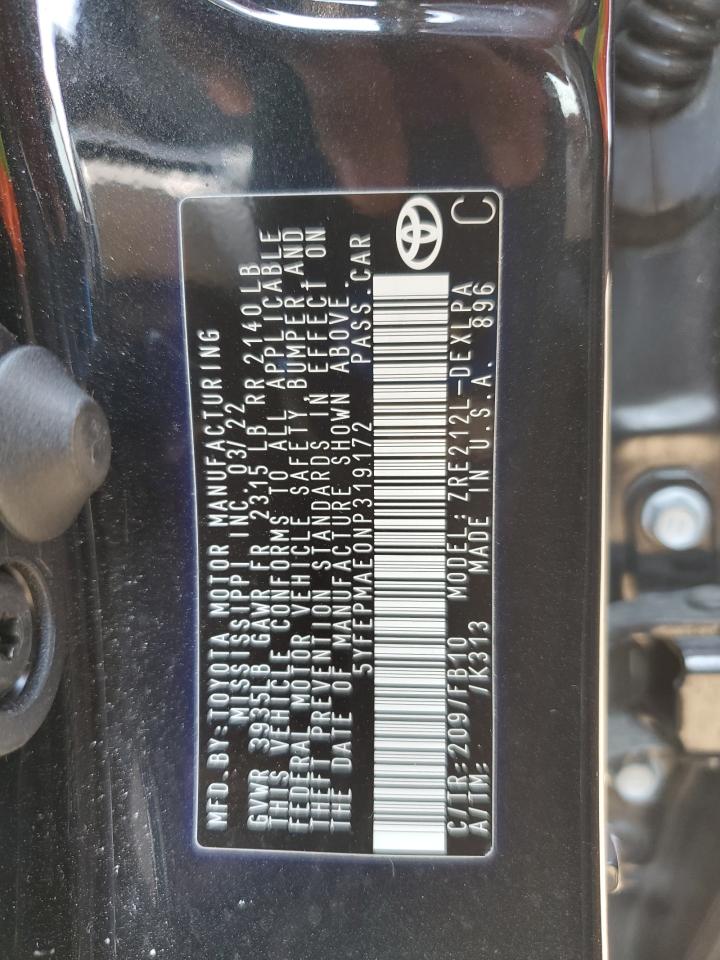 MFD.BY:TOYOTA MOTOR MANUFACTURING
MISSISSIPPI INC. 03/22
GVWR 3935LB GAWR FR 2315 LB RR 2140 LB
THIS VEHICLE CONFORMS TO ALL APPLICABLE
FEDERAL MOTOR VEHICLE SAFETY, BUMPER AND
THEFT PREVENTION STANDARDS IN EFFECT ON
THE DATE OF MANUFACTURE SHOWN ABOVE.
5YFEPMAE0NP319172 PASS.CAR
C/TR:209/FB10 MODEL:ZRE212L-DEXLPA
A/TM: /K313 MADE IN U.S.A. 896
C